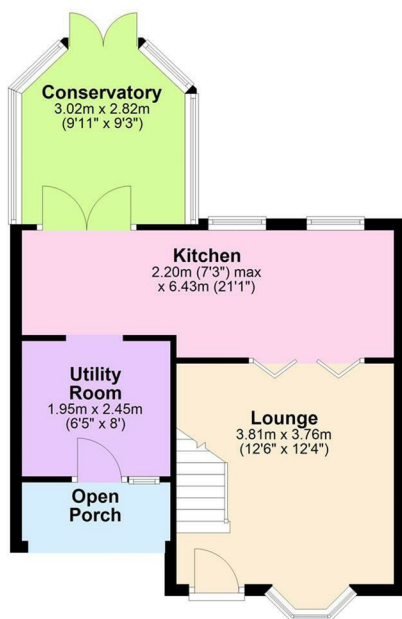 Conservatory
3.02m x 2.82m
(9'11" x 9'3")
Kitchen
2.20m (7'3") max
x 6.43m (21'1")
Utility
Room
1.95m x 2.45m
(6'5" x 8')
Lounge
3.81m x 3.76m
(12'6" x 12'4")
Open
Porch